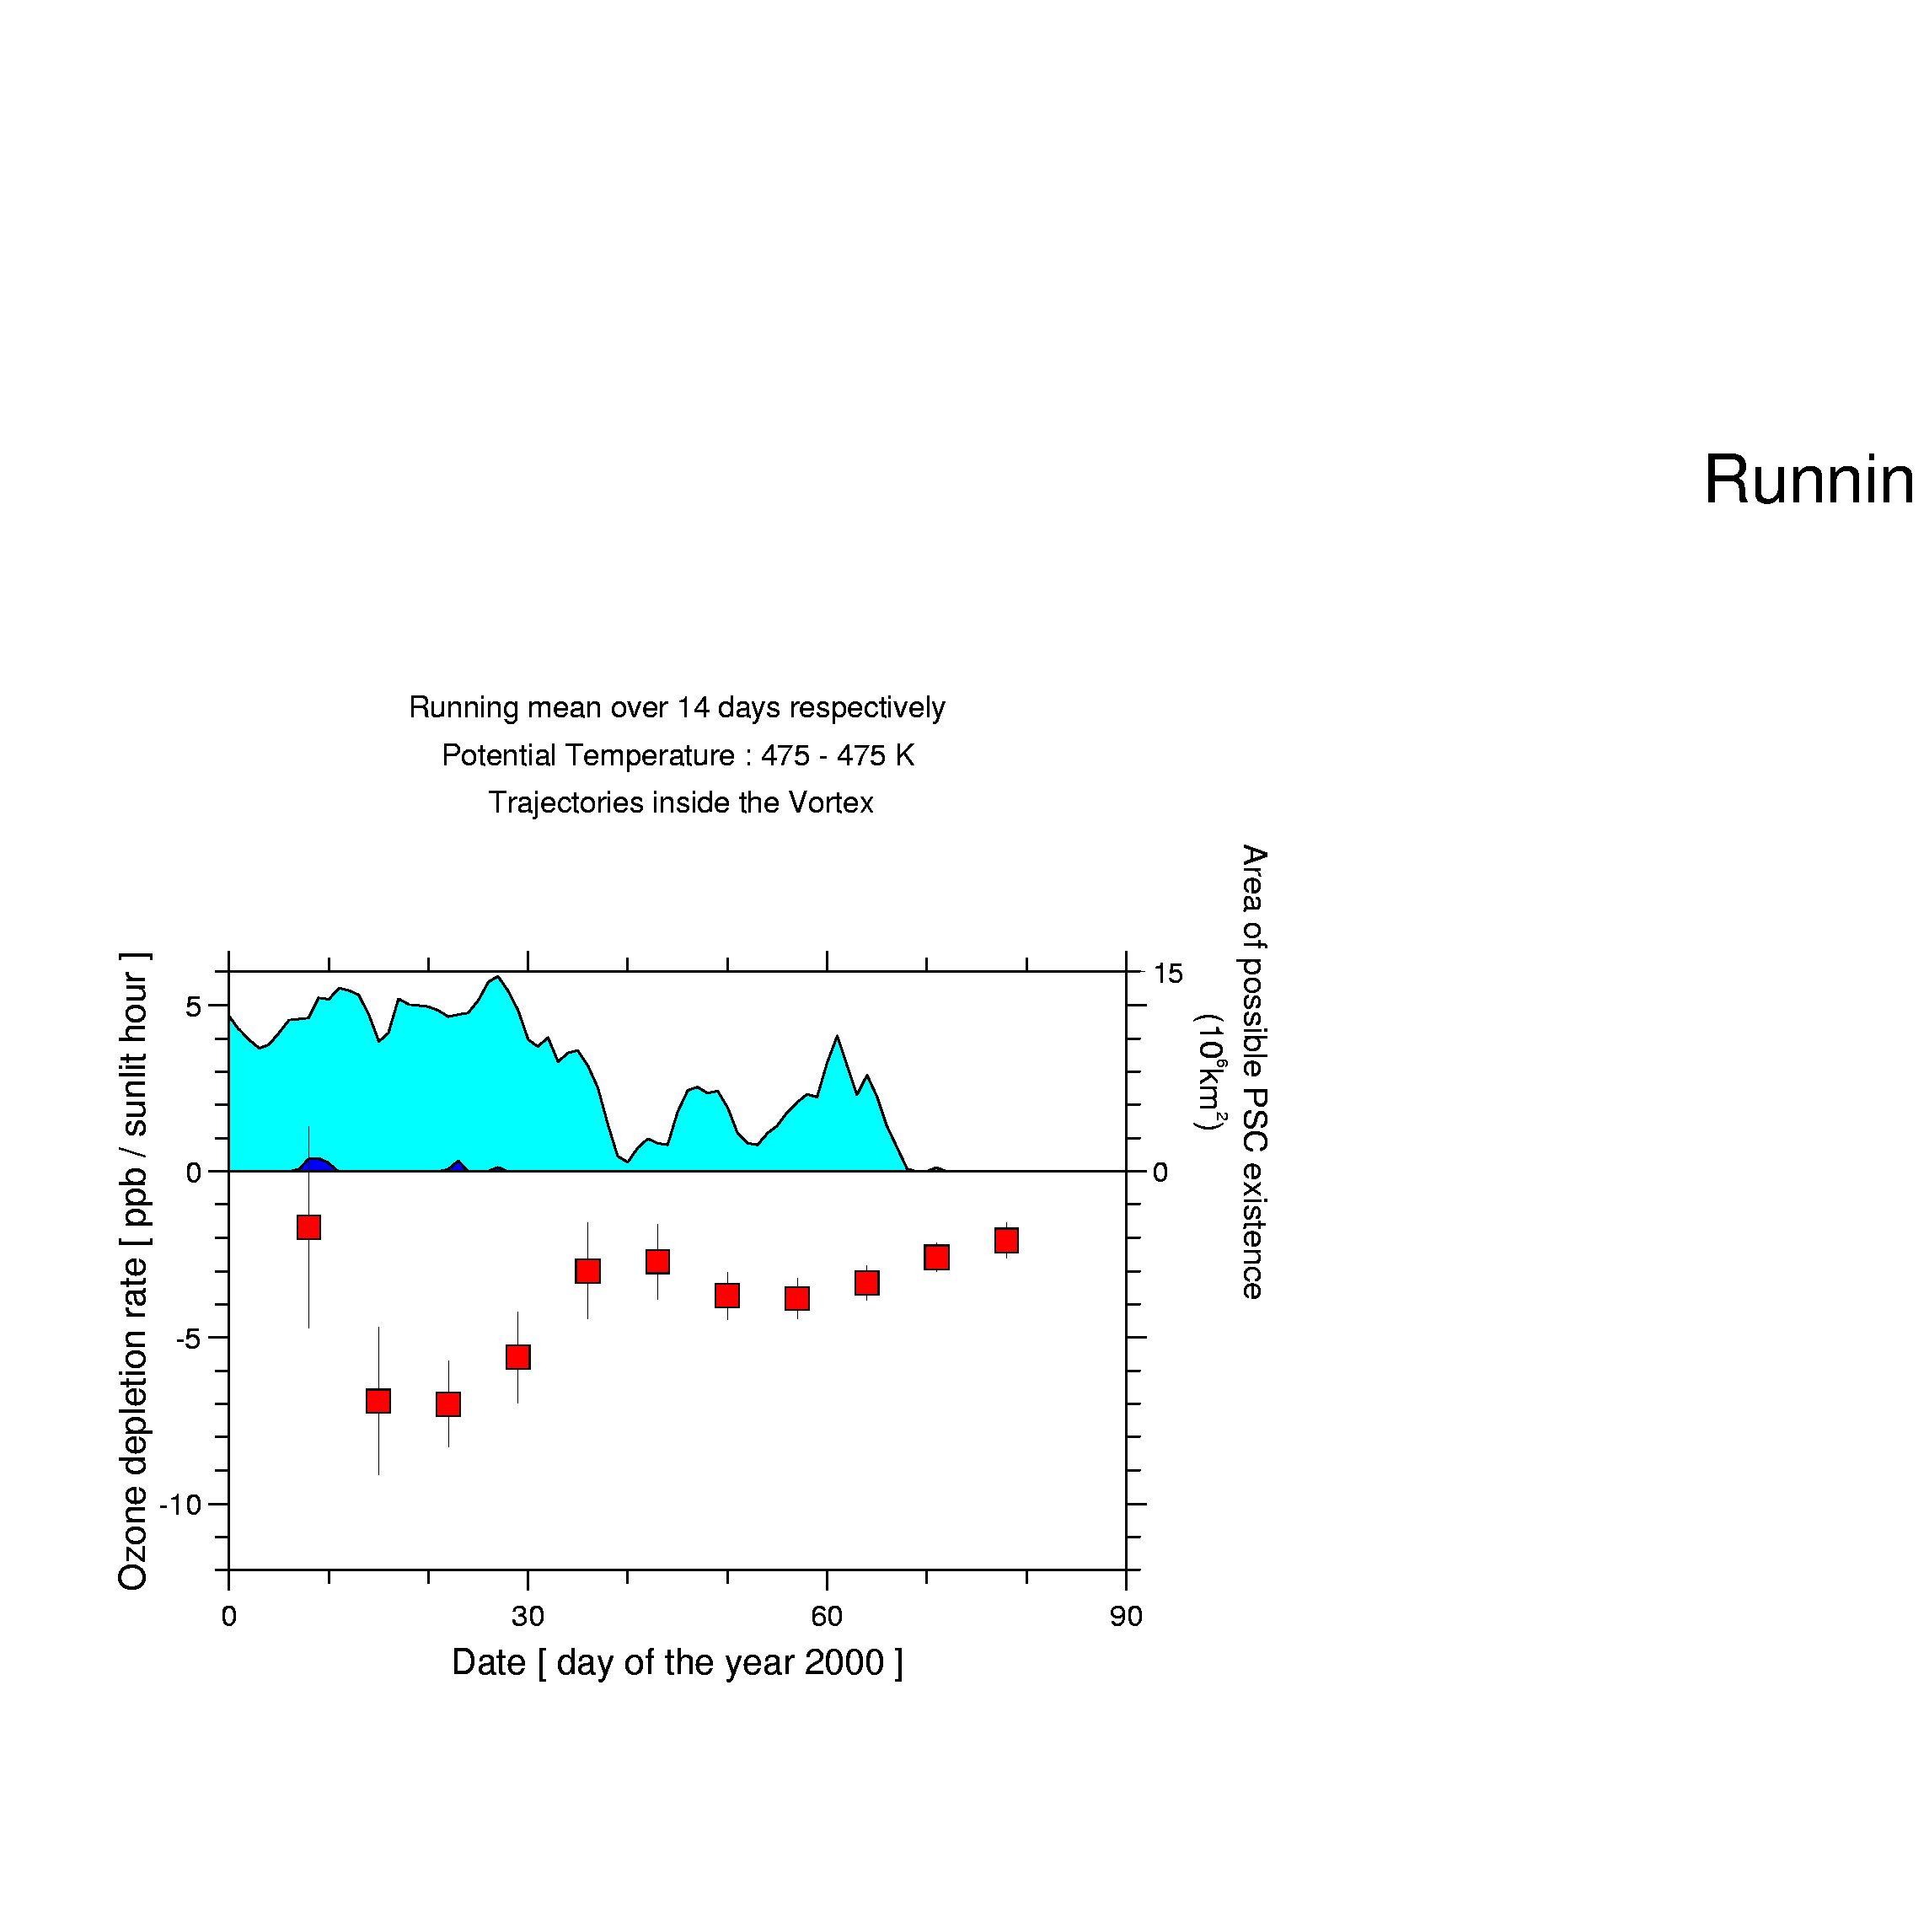 Runnin
Running mean over 14 days respectively
Potential Temperature : 475 - 475 K
Trajectories inside the Vortex
Ozone depletion rate [ ppb / sunlit hour ]
5
0
-5
-10
15
0
Area of possible PSC existence
(10⁶km²)
0 30 60 90
Date [ day of the year 2000 ]